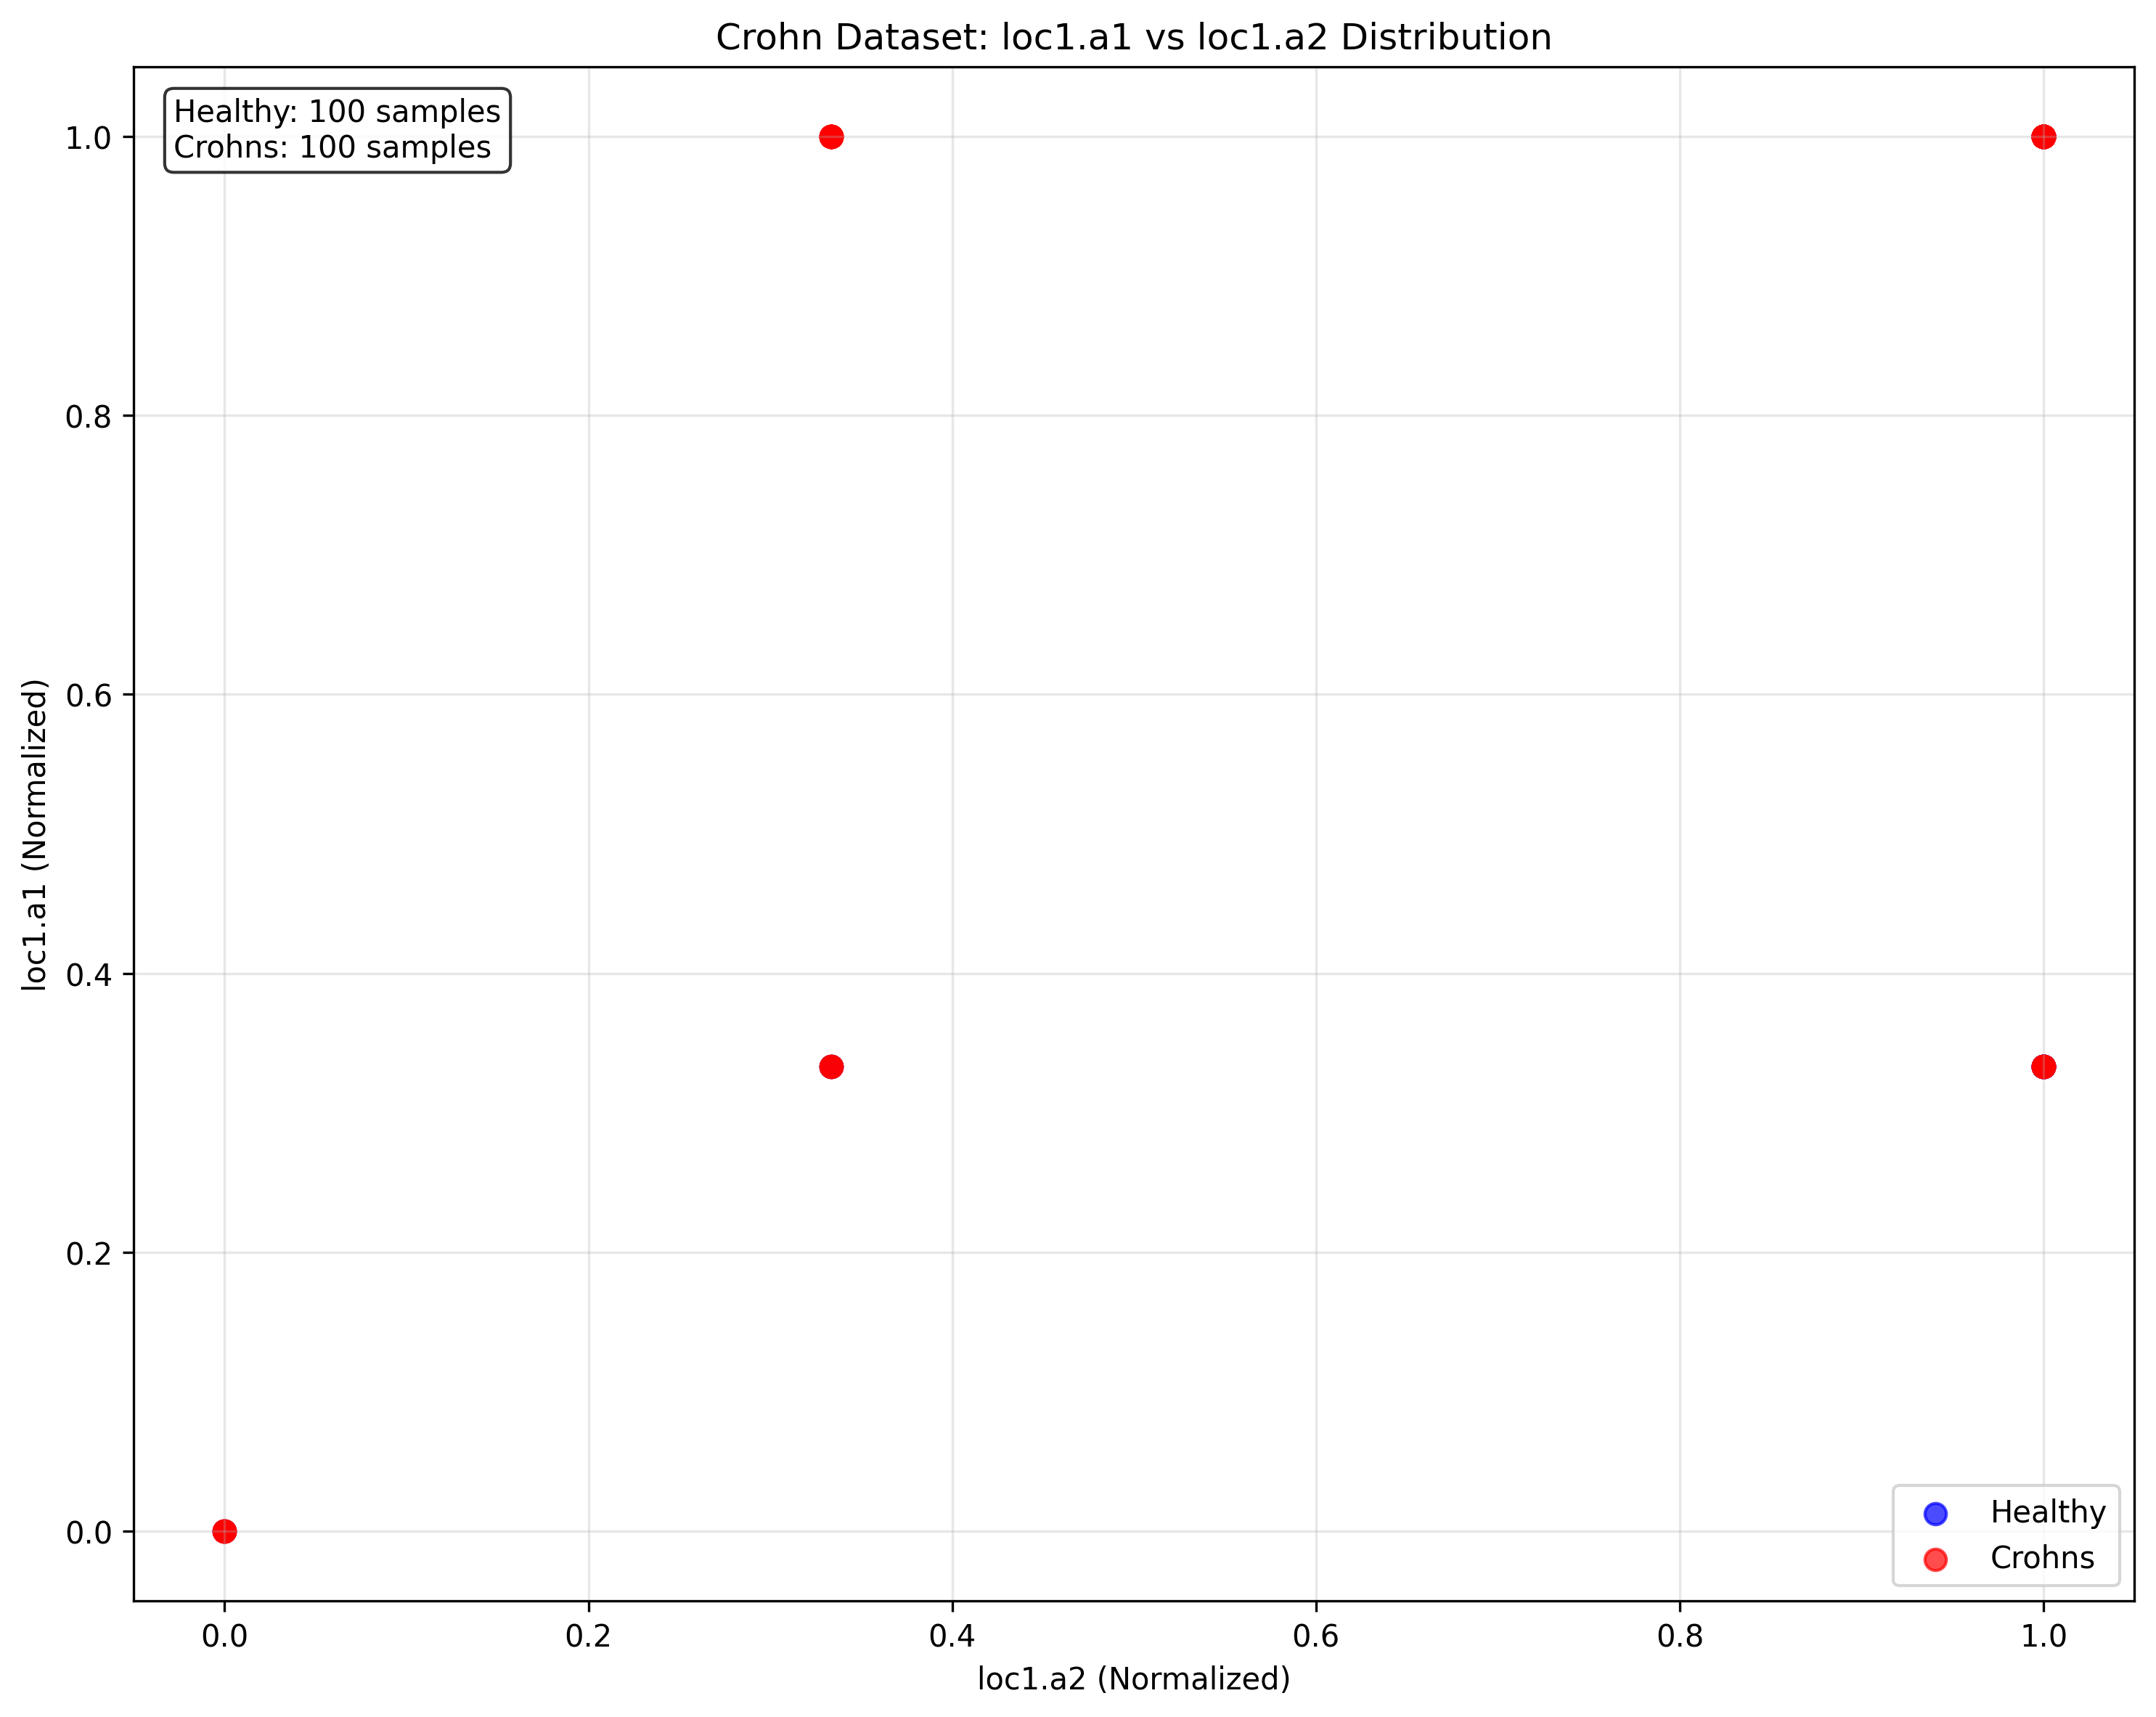 Crohn Dataset: loc1.a1 vs loc1.a2 Distribution
Healthy: 100 samples
Crohns: 100 samples
1.0
0.8
0.6
0.4
0.2
0.0
loc1.a1 (Normalized)
Healthy
Crohns
0.0 0.2 0.4 0.6 0.8 1.0
loc1.a2 (Normalized)